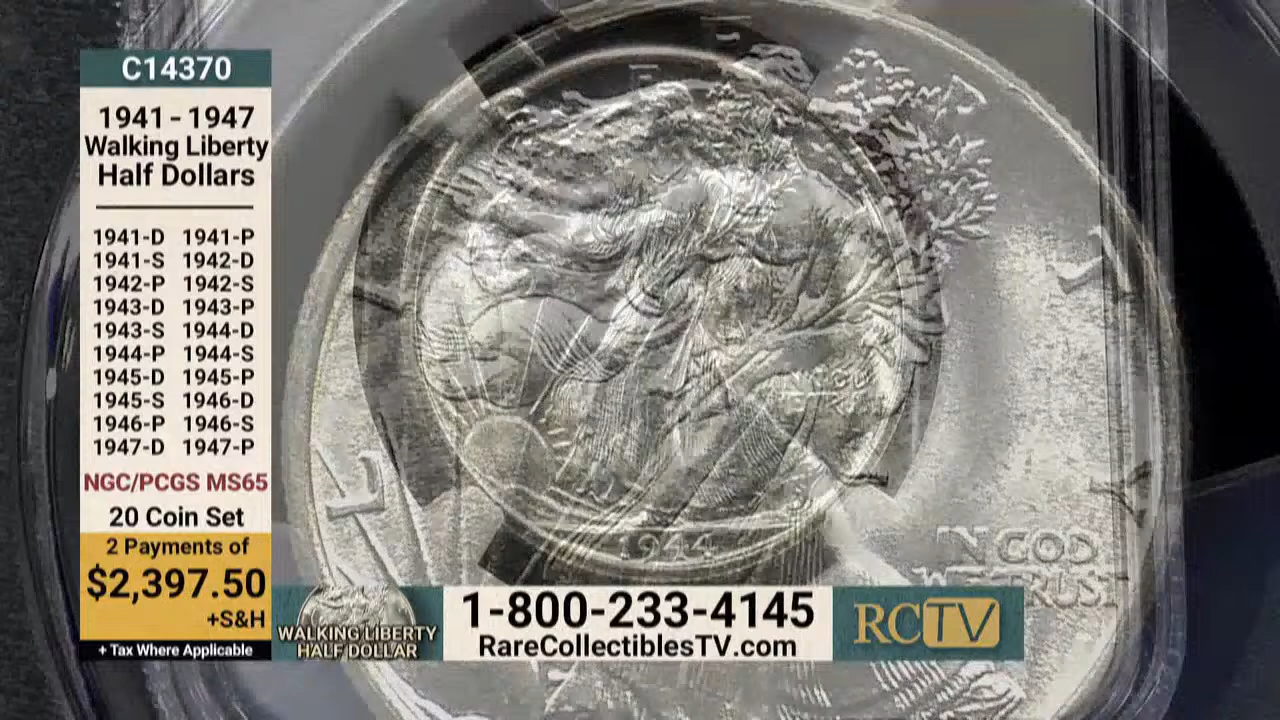 C14370
1941 - 1947
Walking Liberty
Half Dollars
1941-D 1941-P
1941-S 1942-D
1942-P 1942-S
1943-D 1943-P
1943-S 1944-D
1944-P 1944-S
1945-D 1945-P
1945-S 1946-D
1946-P 1946-S
1947-D 1947-P
NGC/PCGS MS65
20 Coin Set
2 Payments of
$2,397.50
+S&H
+ Tax Where Applicable
WALKING LIBERTY
HALF DOLLAR
1-800-233-4145
RareCollectiblesTV.com
RCTV
1944
IN GOD
WE TRUST